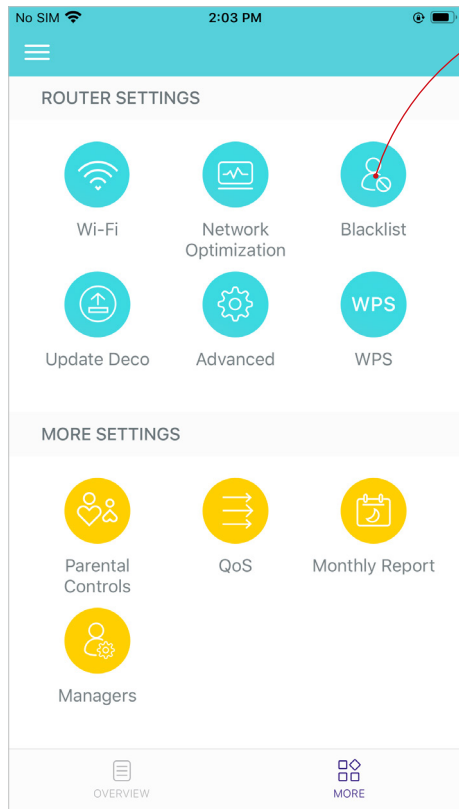 No SIM 2:03 PM
ROUTER SETTINGS
Wi-Fi
Network
Optimization
Blacklist
Update Deco
Advanced
WPS
WPS
MORE SETTINGS
Parental
Controls
QoS
Monthly Report
Managers
OVERVIEW
MORE